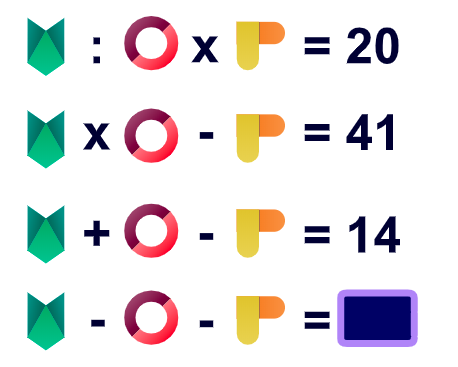 : x = 20
x - = 41
+ - = 14
- - =